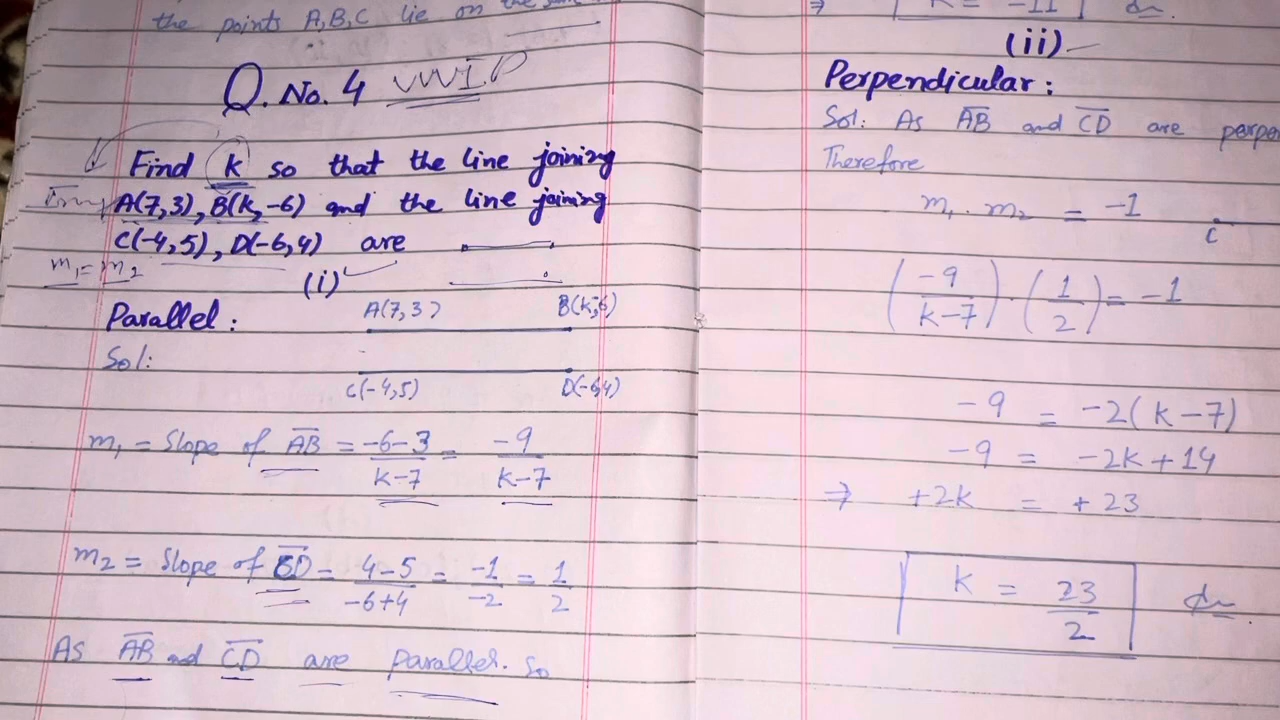 the points A,B,C lie on the
Q. No. 4 VVVIP
Find k so that the line joining
A(7,3), B(k,-6) and the line joining
C(-4,5), D(-6,4) are
m₁ = m₂
(i)
Parallel:
A(7,3) B(k,-6)
Sol:
C(-4,5) D(-6,4)
m₁ = Slope of AB = -6-3/k-7 = -9/k-7
m₂ = Slope of CD = 4-5/-6+4 = -1/-2 = 1/2
As AB and CD are parallel. So
⇒ k = -11
(ii)
Perpendicular:
Sol: As AB and CD are perpe
Therefore
m₁ . m₂ = -1
C
(-9/k-7) . (1/2) = -1
-9 = -2(k-7)
-9 = -2k+14
⇒ +2k = +23
k = 23/2